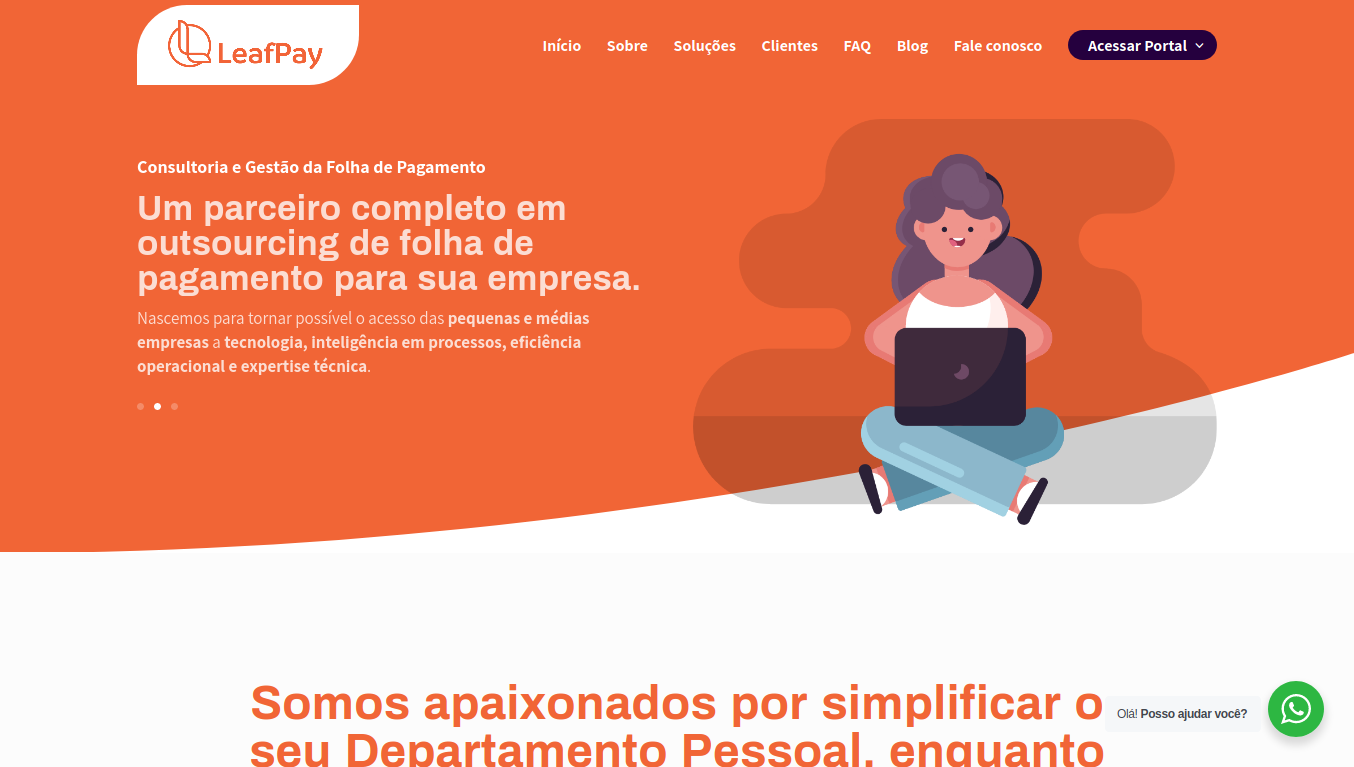 LeafPay
Início Sobre Soluções Clientes FAQ Blog Fale conosco Acessar Portal
Consultoria e Gestão da Folha de Pagamento
Um parceiro completo em
outsourcing de folha de
pagamento para sua empresa.
Nascemos para tornar possível o acesso das pequenas e médias
empresas a tecnologia, inteligência em processos, eficiência
operacional e expertise técnica.
Somos apaixonados por simplificar o
seu Departamento Pessoal, enquanto
Olá! Posso ajudar você?